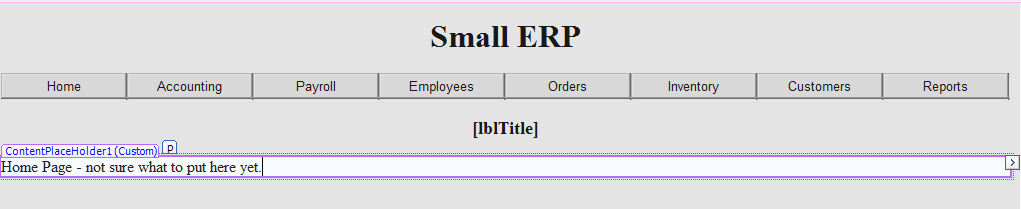 Small ERP
Home Accounting Payroll Employees Orders Inventory Customers Reports
[lblTitle]
ContentPlaceHolder1 (Custom) p
Home Page - not sure what to put here yet.
>